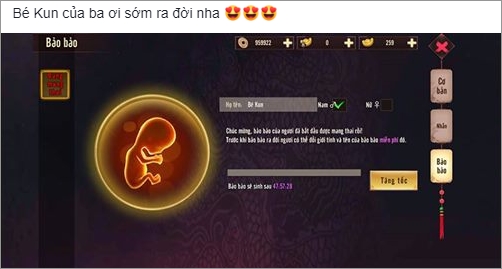 Bé Kun của ba ơi sớm ra đời nha 😍😍😍
Bảo bảo
959922
0
259
Cơ bản
Nhẫn
Bảo bảo
Họ tên: Bé Kun Nam ♂ Nữ ♀
Chúc mừng, bảo bảo của ngươi đã bắt đầu được mang thai rồi!
Trước khi bảo bảo ra đời ngươi có thể đổi giới tính và tên của bảo bảo miễn phí đó.
Bảo bảo sẽ sinh sau 47:57:28
Tăng tốc